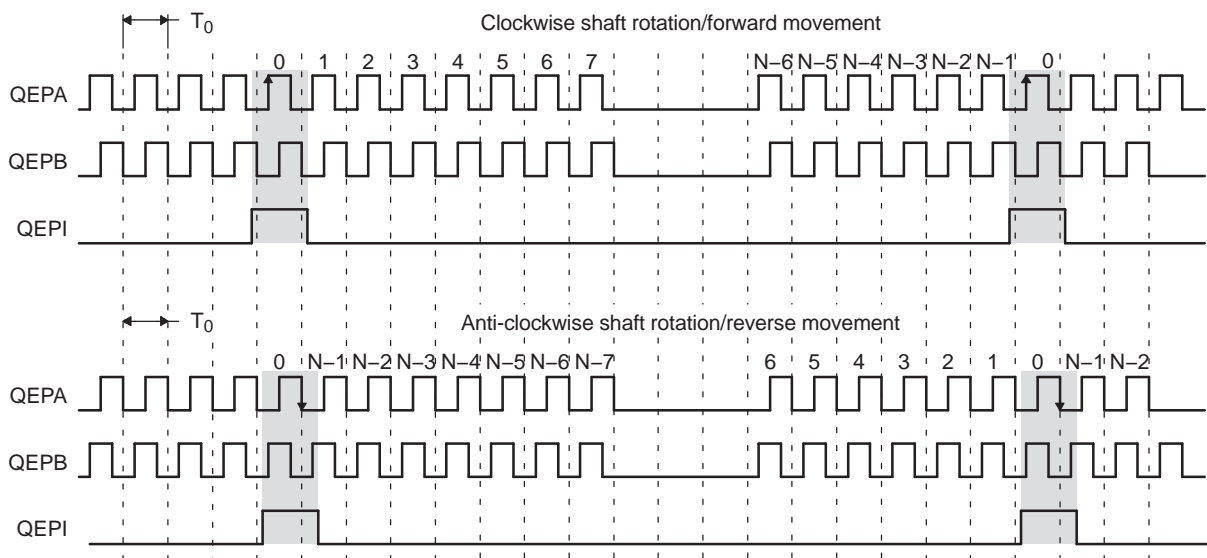 T0
Clockwise shaft rotation/forward movement
0 1 2 3 4 5 6 7 N–6 N–5 N–4 N–3 N–2 N–1 0
QEPA
QEPB
QEPI
T0
Anti-clockwise shaft rotation/reverse movement
0 N–1 N–2 N–3 N–4 N–5 N–6 N–7 6 5 4 3 2 1 0 N–1 N–2
QEPA
QEPB
QEPI